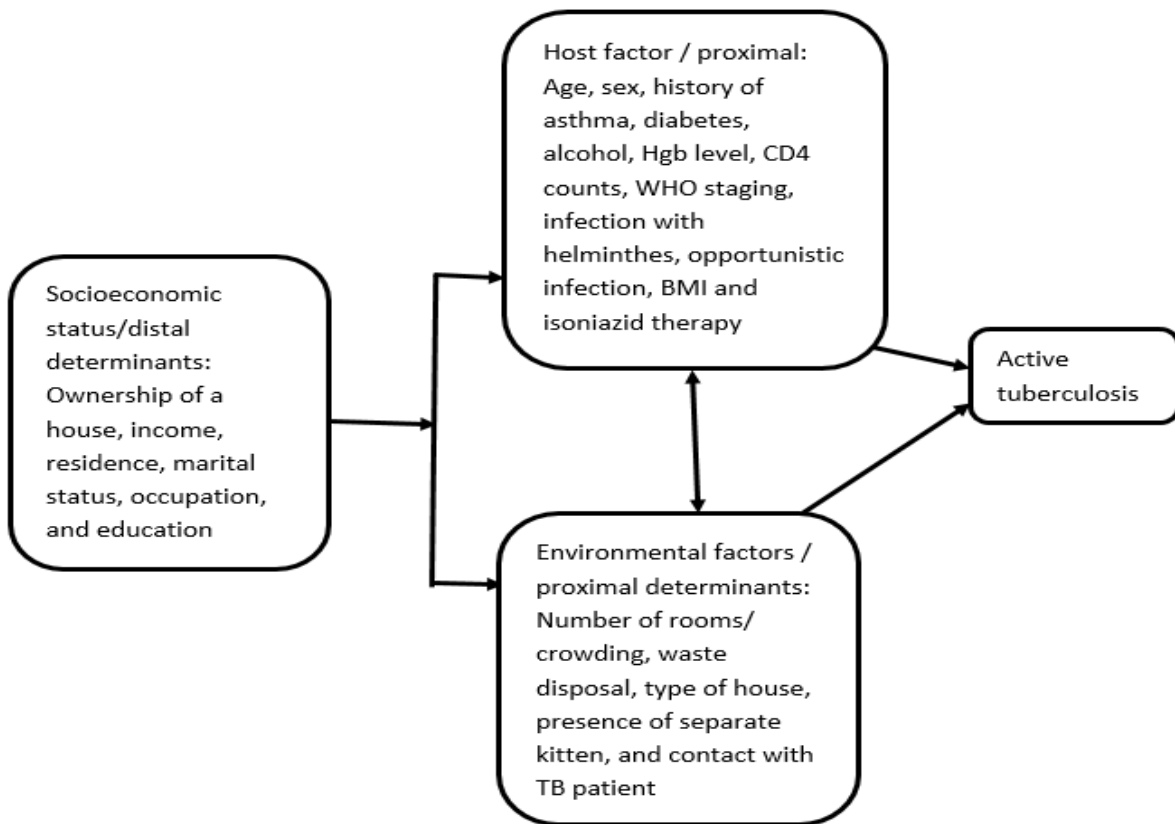 Host factor / proximal:
Age, sex, history of
asthma, diabetes,
alcohol, Hgb level, CD4
counts, WHO staging,
infection with
helminthes, opportunistic
infection, BMI and
isoniazid therapy
Socioeconomic
status/distal
determinants:
Ownership of a
house, income,
residence, marital
status, occupation,
and education
Active
tuberculosis
Environmental factors /
proximal determinants:
Number of rooms/
crowding, waste
disposal, type of house,
presence of separate
kitten, and contact with
TB patient